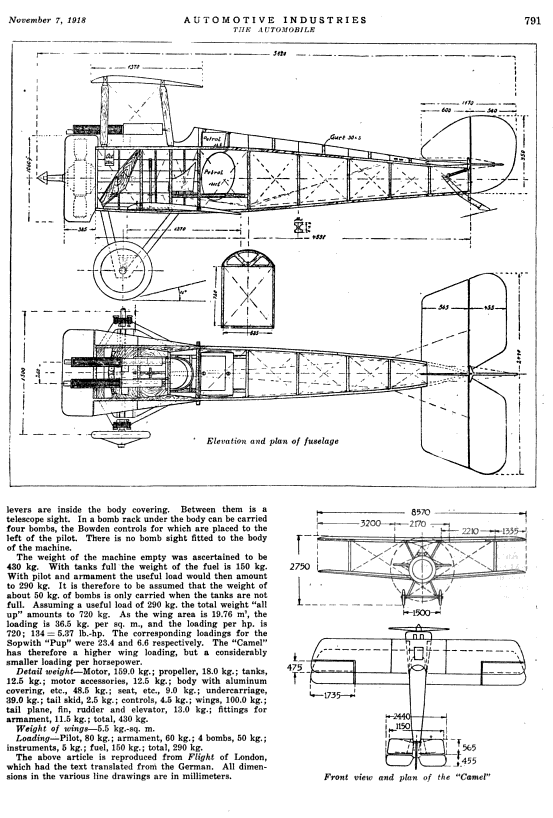 November 7, 1918
AUTOMOTIVE INDUSTRIES
THE AUTOMOBILE
791
5420
1370
1170
600
540
Petrol
Gurt 30×5
Petrol
385
1270
4838
585
565
455
1500
Elevation and plan of fuselage
levers are inside the body covering. Between them is a
telescope sight. In a bomb rack under the body can be carried
four bombs, the Bowden controls for which are placed to the
left of the pilot. There is no bomb sight fitted to the body
of the machine.
The weight of the machine empty was ascertained to be
430 kg. With tanks full the weight of the fuel is 150 kg.
With pilot and armament the useful load would then amount
to 290 kg. It is therefore to be assumed that the weight of
about 50 kg. of bombs is only carried when the tanks are not
full. Assuming a useful load of 290 kg. the total weight "all
up" amounts to 720 kg. As the wing area is 19.76 m², the
loading is 36.5 kg. per sq. m., and the loading per hp. is
720; 134 = 5.37 lb.-hp. The corresponding loadings for the
Sopwith "Pup" were 23.4 and 6.6 respectively. The "Camel"
has therefore a higher wing loading, but a considerably
smaller loading per horsepower.
Detail weight—Motor, 159.0 kg.; propeller, 18.0 kg.; tanks,
12.5 kg.; motor accessories, 12.5 kg.; body with aluminum
covering, etc., 48.5 kg.; seat, etc., 9.0 kg.; undercarriage,
39.0 kg.; tail skid, 2.5 kg.; controls, 4.5 kg.; wings, 100.0 kg.;
tail plane, fin, rudder and elevator, 13.0 kg.; fittings for
armament, 11.5 kg.; total, 430 kg.
Weight of wings—5.5 kg.-sq. m.
Loading—Pilot, 80 kg.; armament, 60 kg.; 4 bombs, 50 kg.;
instruments, 5 kg.; fuel, 150 kg.; total, 290 kg.
The above article is reproduced from Flight of London,
which had the text translated from the German. All dimen-
sions in the various line drawings are in millimeters.
8570
3200
2170
2210
1335
2750
1500
475
1735
2440
1150
565
455
Front view and plan of the "Camel"